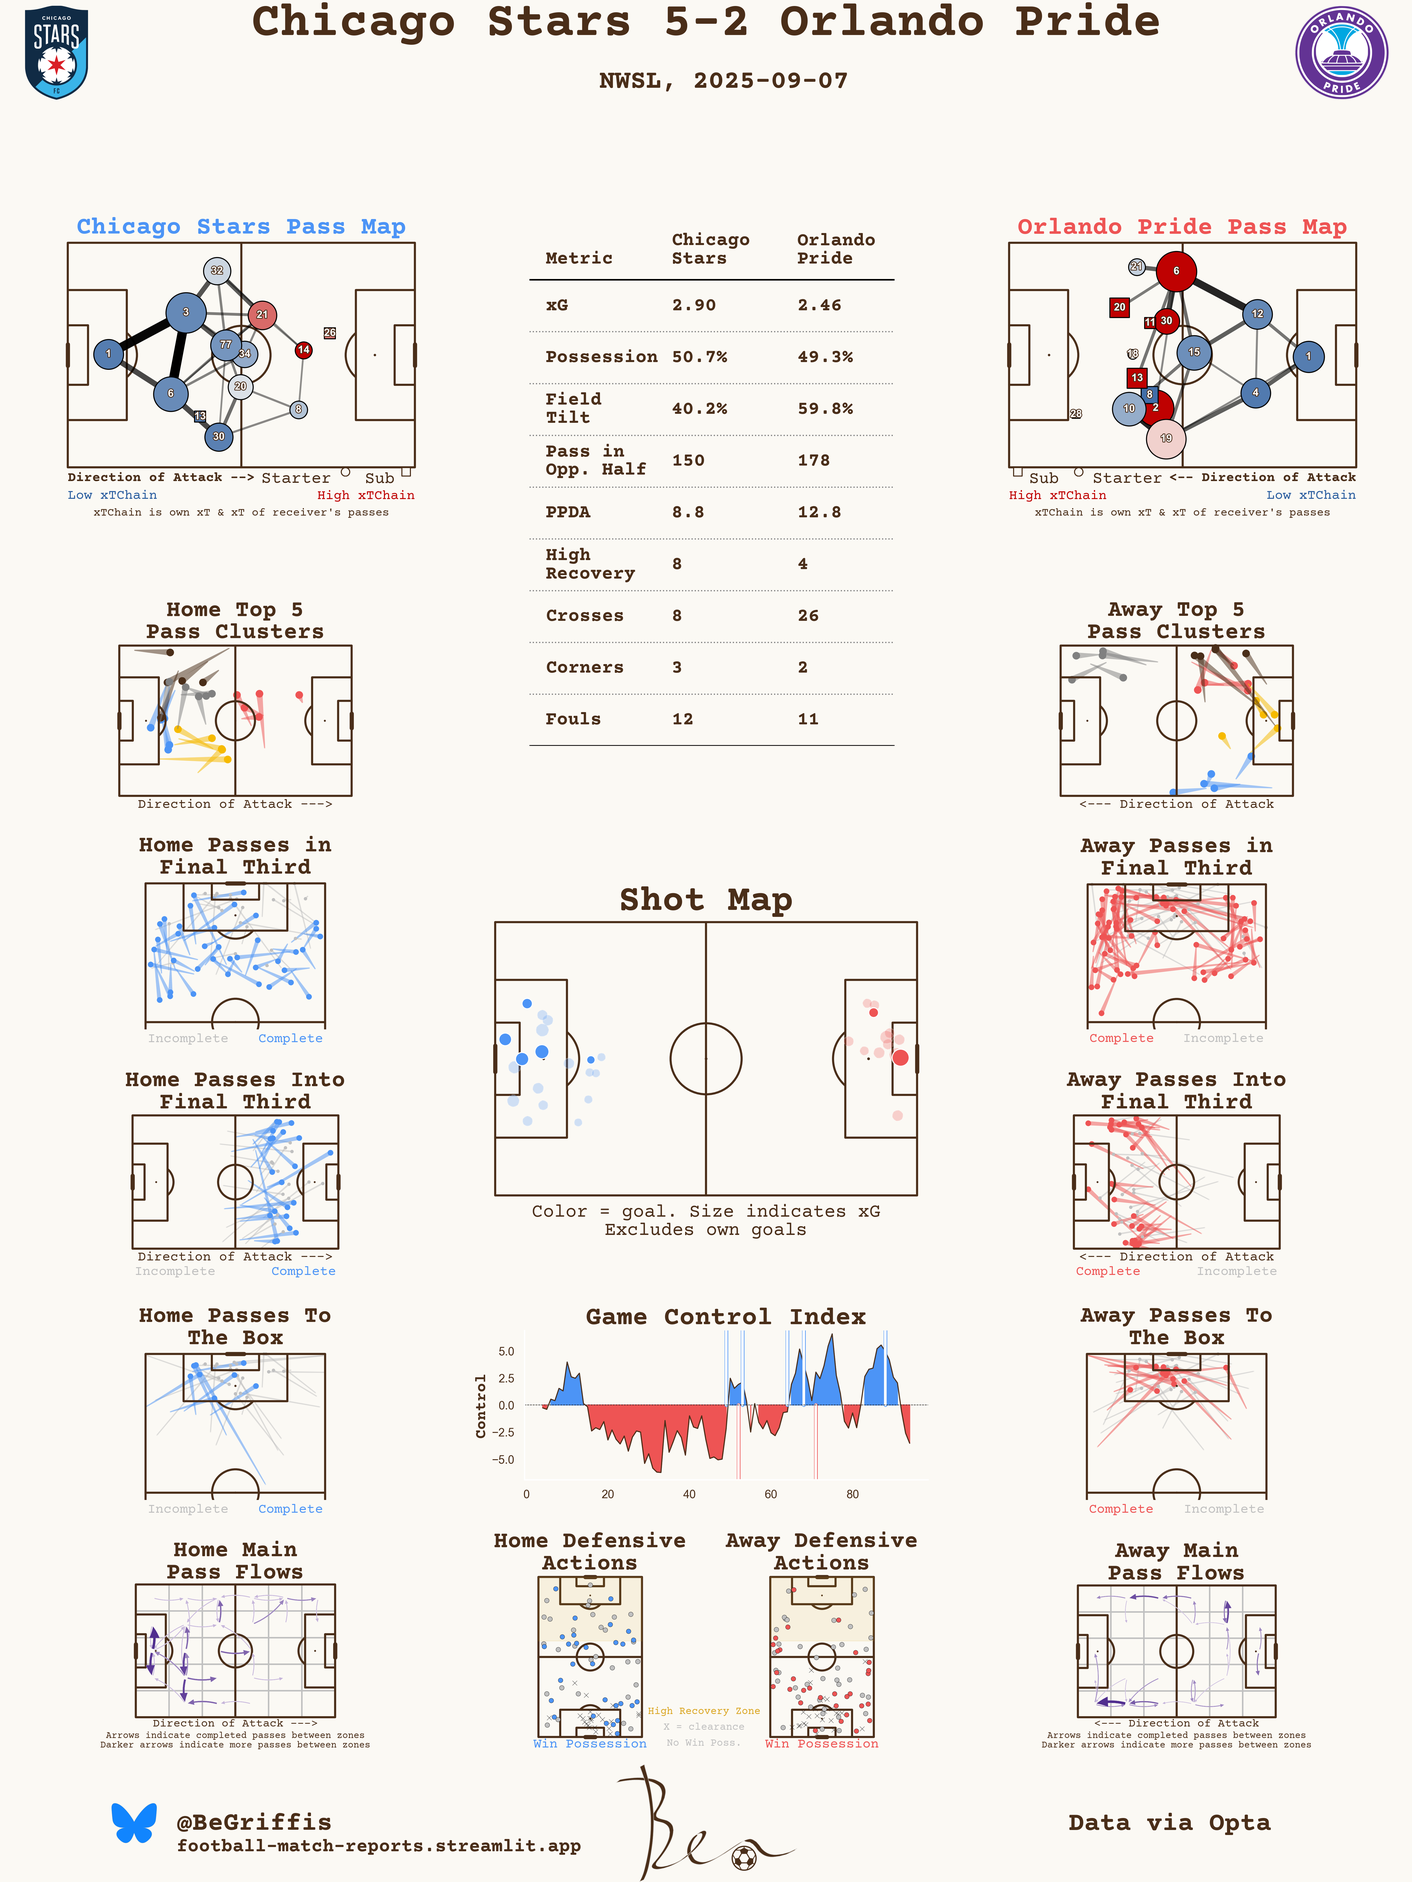 Chicago Stars 5-2 Orlando Pride
NWSL, 2025-09-07
CHICAGO
STARS
FC
ORLANDO
PRIDE
Chicago Stars Pass Map
32
3
21
26
77
34
14
1
20
6
8
13
30
Direction of Attack --> Starter Sub
Low xTChain High xTChain
xTChain is own xT & xT of receiver's passes
Metric Chicago Stars Orlando Pride
xG 2.90 2.46
Possession 50.7% 49.3%
Field Tilt 40.2% 59.8%
Pass in Opp. Half 150 178
PPDA 8.8 12.8
High Recovery 8 4
Crosses 8 26
Corners 3 2
Fouls 12 11
Orlando Pride Pass Map
21
6
20
11
30
12
18
15
1
13
8
4
10
2
28
19
Sub Starter <-- Direction of Attack
High xTChain Low xTChain
xTChain is own xT & xT of receiver's passes
Home Top 5
Pass Clusters
Direction of Attack --->
Away Top 5
Pass Clusters
<--- Direction of Attack
Home Passes in
Final Third
Incomplete Complete
Shot Map
Color = goal. Size indicates xG
Excludes own goals
Away Passes in
Final Third
Complete Incomplete
Home Passes Into
Final Third
Direction of Attack --->
Incomplete Complete
Away Passes Into
Final Third
<--- Direction of Attack
Complete Incomplete
Home Passes To
The Box
Incomplete Complete
Game Control Index
Control
5.0
2.5
0.0
−2.5
−5.0
0 20 40 60 80
Away Passes To
The Box
Complete Incomplete
Home Main
Pass Flows
Direction of Attack --->
Arrows indicate completed passes between zones
Darker arrows indicate more passes between zones
Home Defensive
Actions
Win Possession
High Recovery Zone
X = clearance
No Win Poss.
Away Defensive
Actions
Win Possession
Away Main
Pass Flows
<--- Direction of Attack
Arrows indicate completed passes between zones
Darker arrows indicate more passes between zones
@BeGriffis
football-match-reports.streamlit.app
Ben
Data via Opta